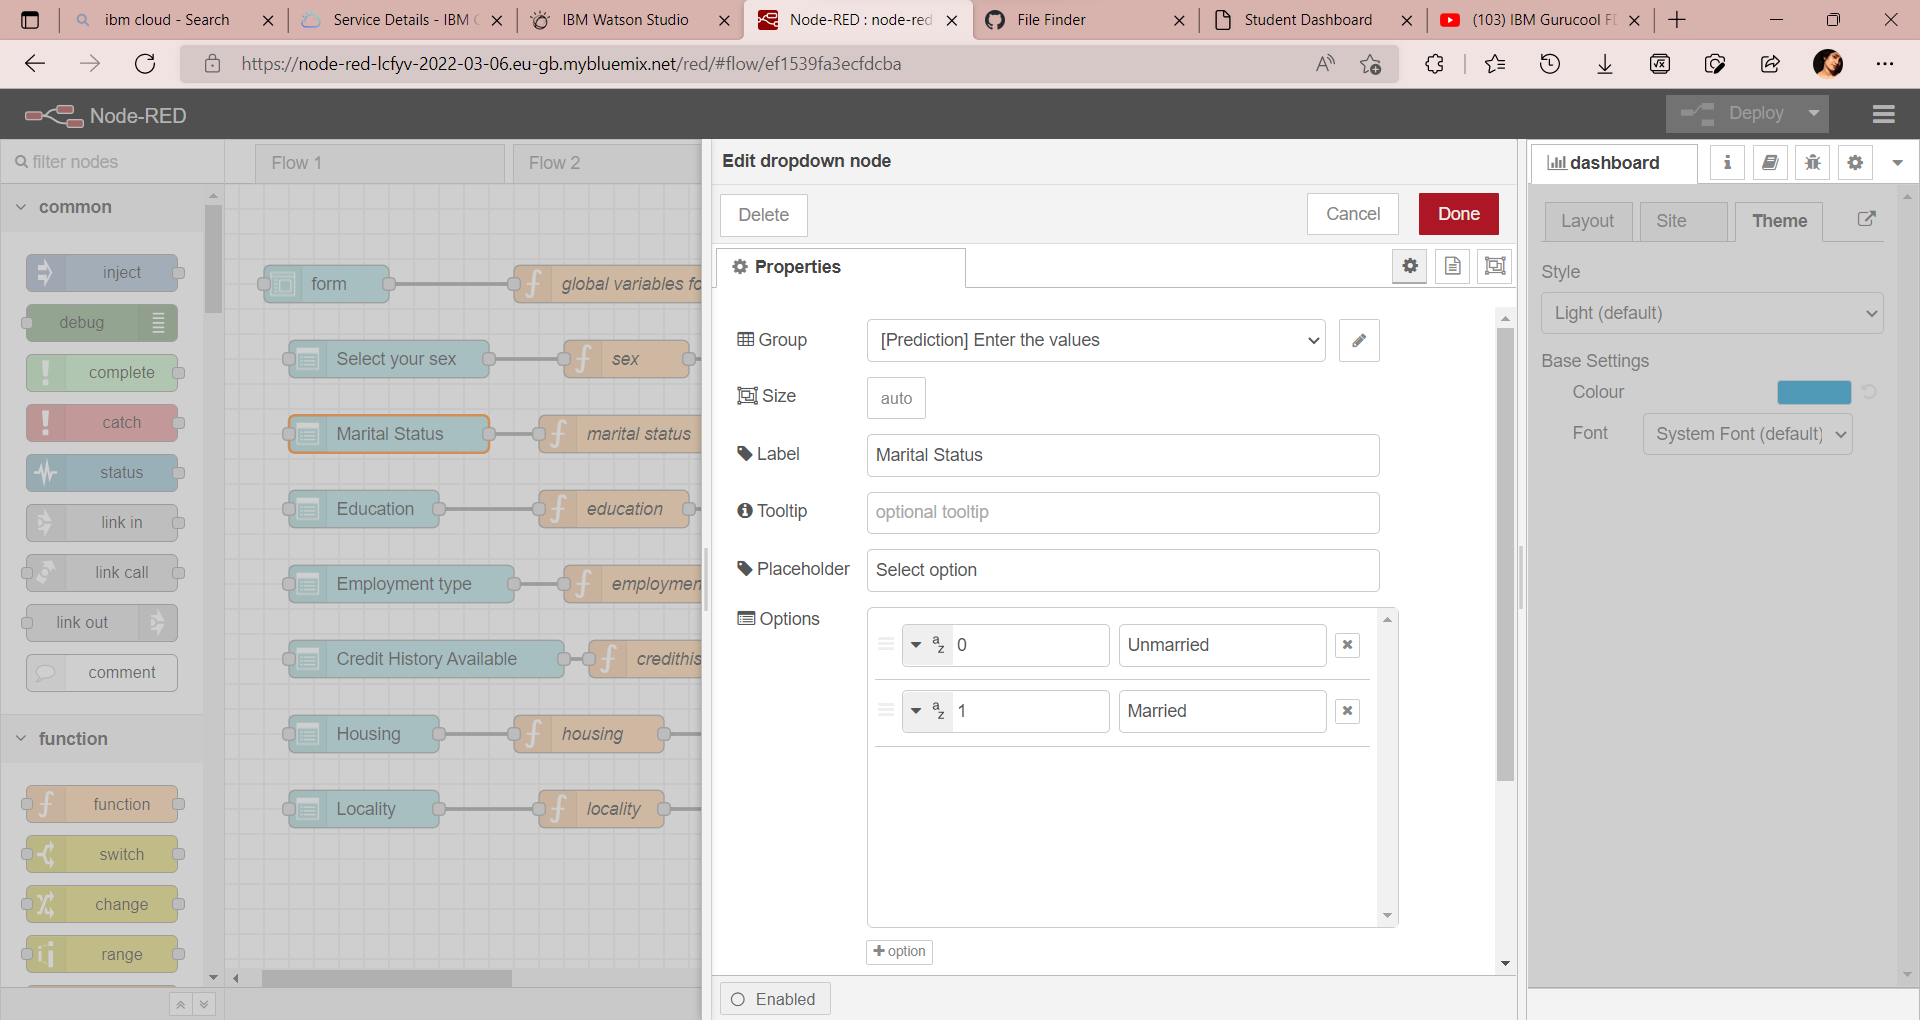 ibm cloud - Search
Service Details - IBM C
IBM Watson Studio
Node-RED : node-red
File Finder
Student Dashboard
(103) IBM Gurucool F
https://node-red-lcfyv-2022-03-06.eu-gb.mybluemix.net/red/#flow/ef1539fa3ecfdcba
Node-RED
Deploy
filter nodes
common
inject
debug
complete
catch
status
link in
link call
link out
comment
function
function
switch
change
range
Flow 1
Flow 2
form
global variables fo
Select your sex
sex
Marital Status
marital status
Education
education
Employment type
employmen
Credit History Available
credithis
Housing
housing
Locality
locality
Edit dropdown node
Delete
Cancel
Done
Properties
Group
[Prediction] Enter the values
Size
auto
Label
Marital Status
Tooltip
optional tooltip
Placeholder
Select option
Options
az 0
Unmarried
az 1
Married
+ option
Enabled
dashboard
Layout
Site
Theme
Style
Light (default)
Base Settings
Colour
Font
System Font (default)